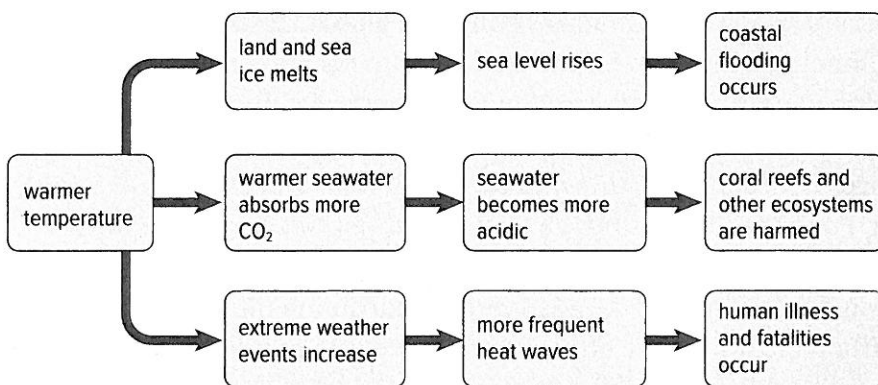 land and sea
ice melts
sea level rises
coastal
flooding
occurs
warmer
temperature
warmer seawater
absorbs more
CO₂
seawater
becomes more
acidic
coral reefs and
other ecosystems
are harmed
extreme weather
events increase
more frequent
heat waves
human illness
and fatalities
occur